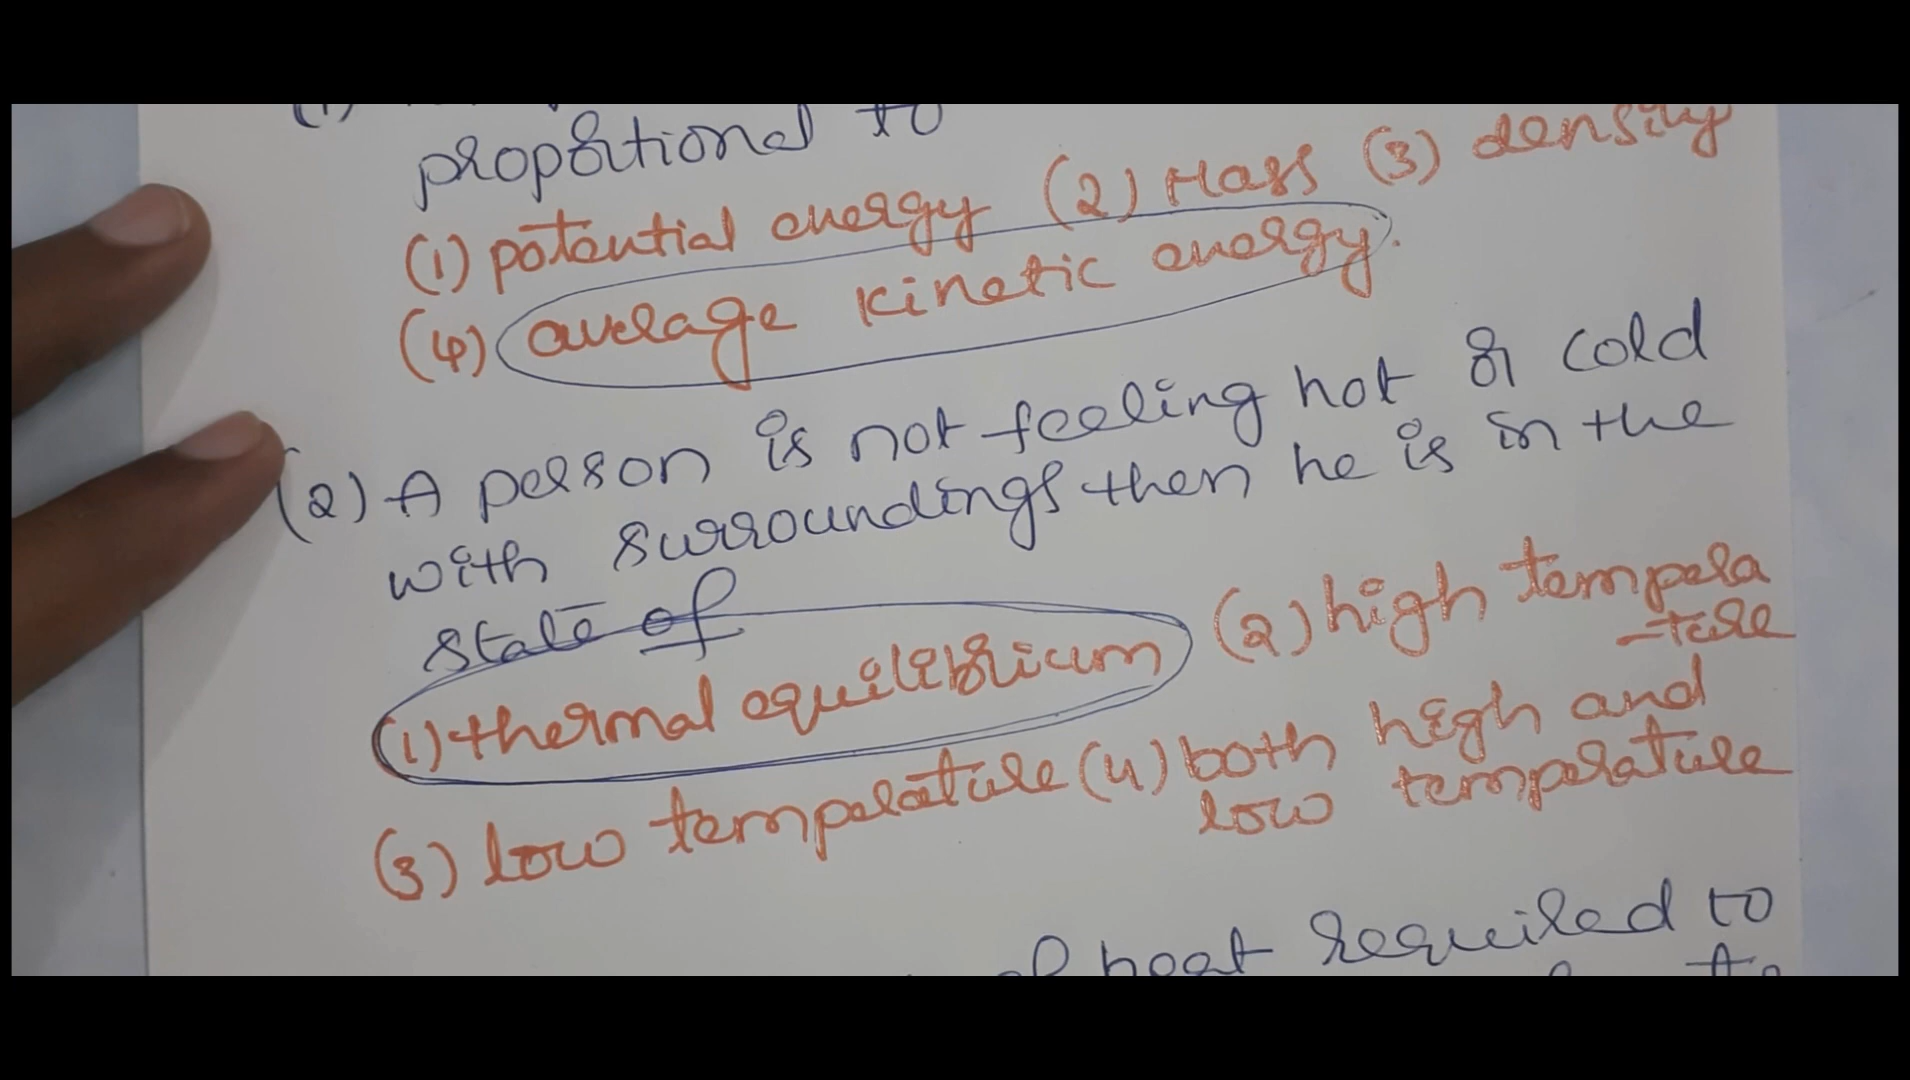 proportional to
(1) potential energy (2) Mass (3) density
(4) average kinetic energy.
(2) A person is not feeling hot or cold
with surroundings then he is in the
state of
(1) thermal equilibrium (2) high tempera
-ture
(3) low temperature (4) both high and
low temperature
heat required to